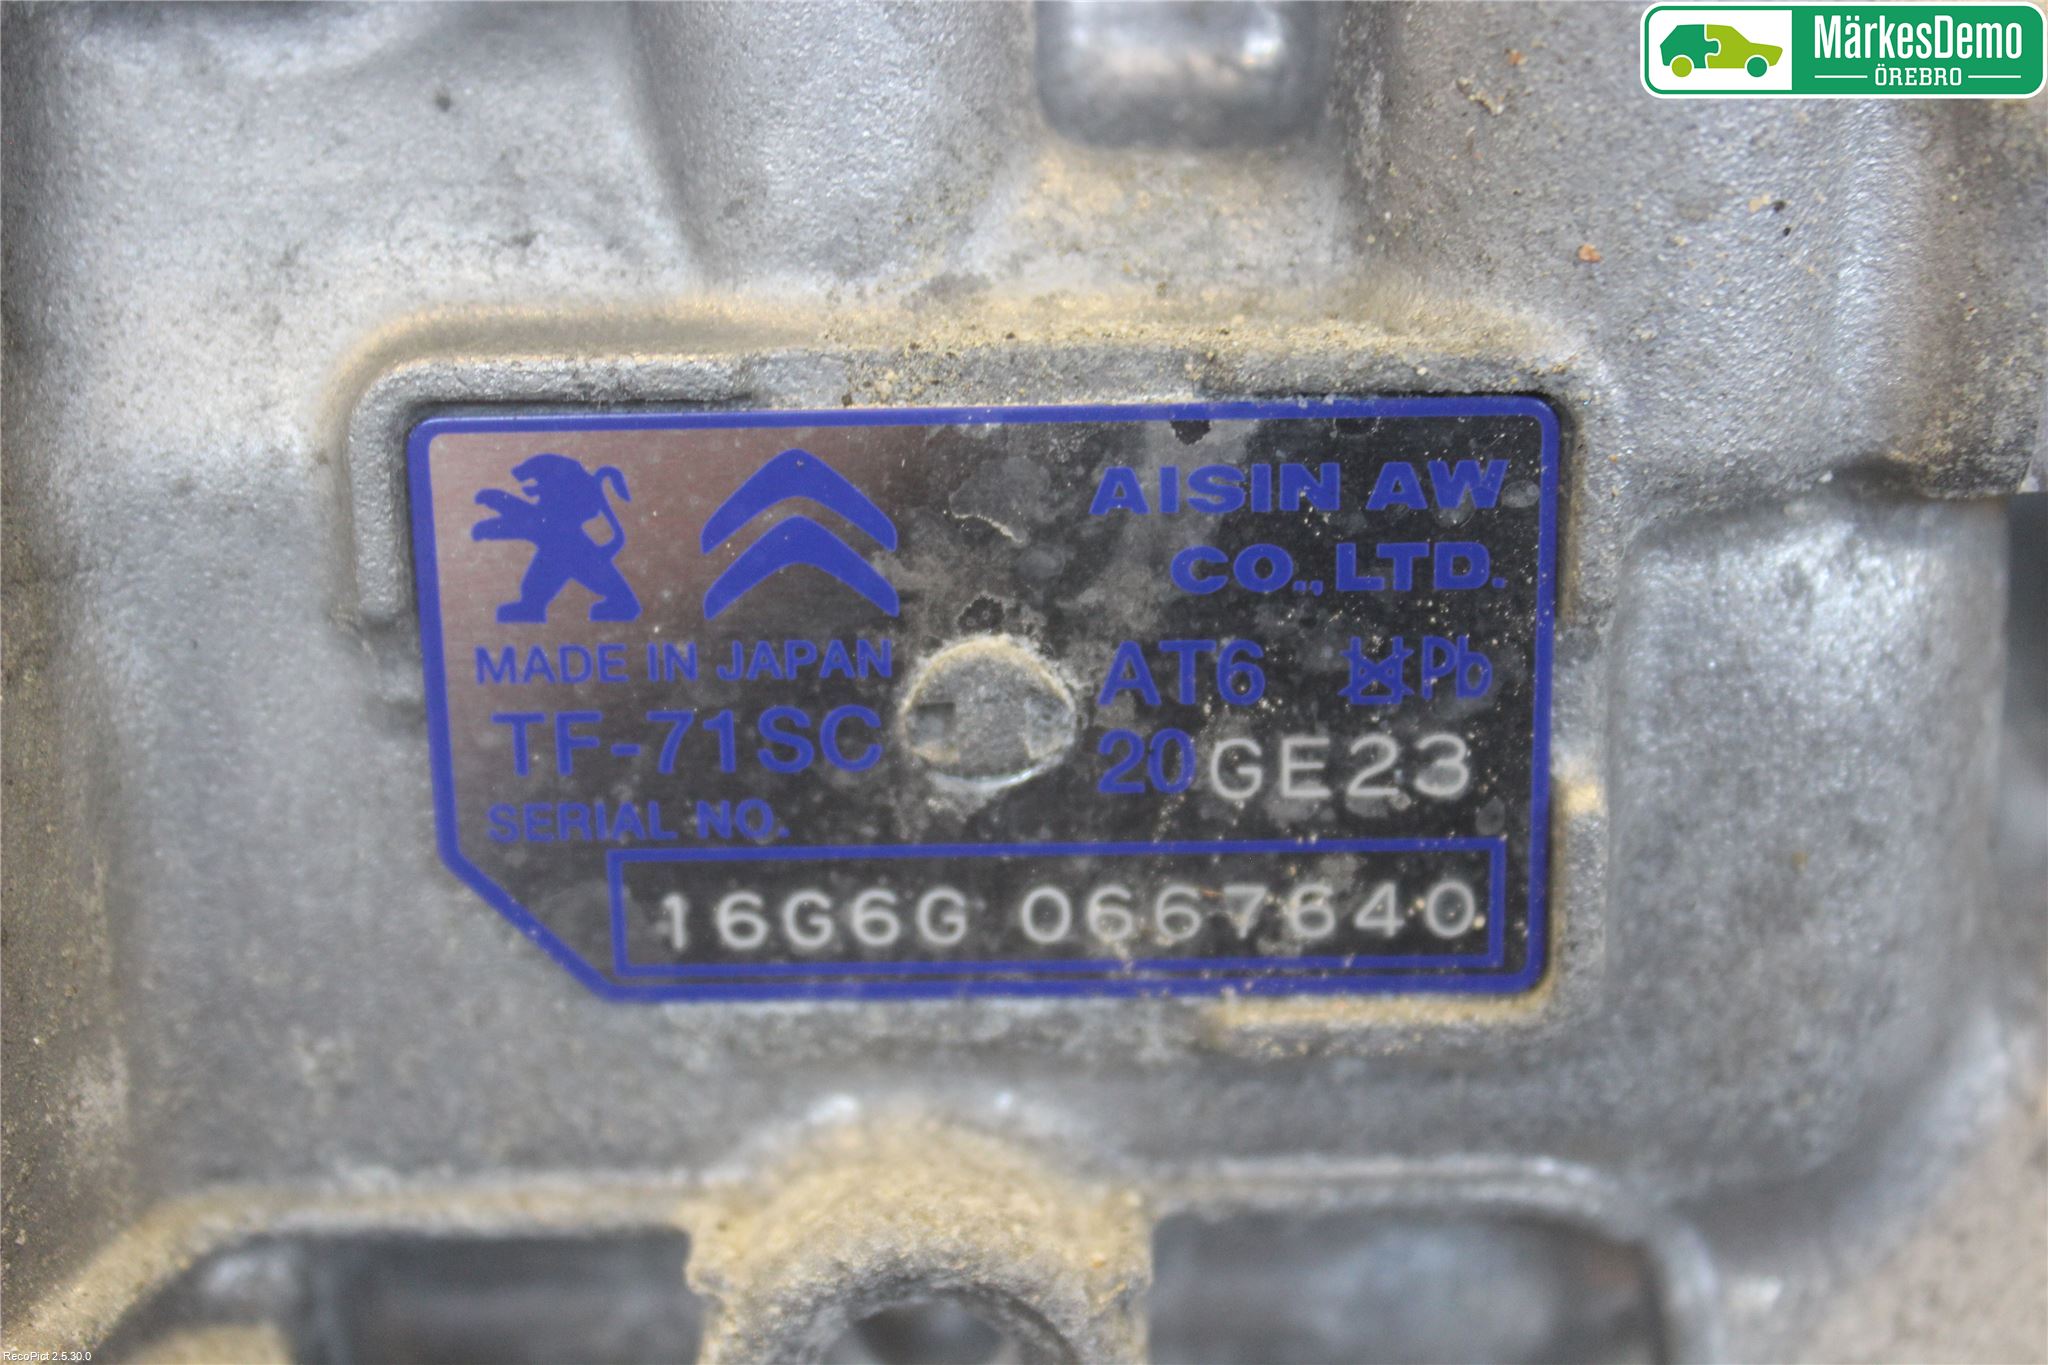 MärkesDemo
ÖREBRO
AISIN AW
CO., LTD.
MADE IN JAPAN
AT6 Pb
TF-71SC
20GE23
SERIAL NO.
16G6G 0667640
RecoPict 2.5.30.0